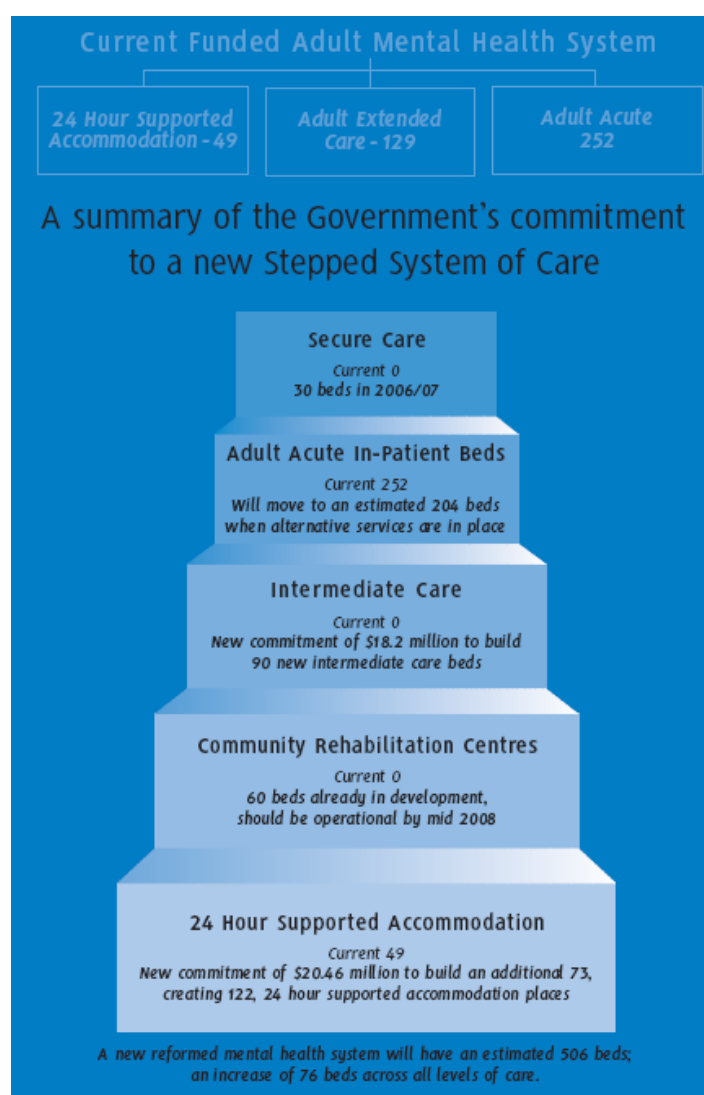 Current Funded Adult Mental Health System
24 Hour Supported
Accommodation - 49
Adult Extended
Care - 129
Adult Acute
252
A summary of the Government's commitment
to a new Stepped System of Care
Secure Care
Current 0
30 beds in 2006/07
Adult Acute In-Patient Beds
Current 252
Will move to an estimated 204 beds
when alternative services are in place
Intermediate Care
Current 0
New commitment of $18.2 million to build
90 new intermediate care beds
Community Rehabilitation Centres
Current 0
60 beds already in development,
should be operational by mid 2008
24 Hour Supported Accommodation
Current 49
New commitment of $20.46 million to build an additional 73,
creating 122, 24 hour supported accommodation places
A new reformed mental health system will have an estimated 506 beds;
an increase of 76 beds across all levels of care.